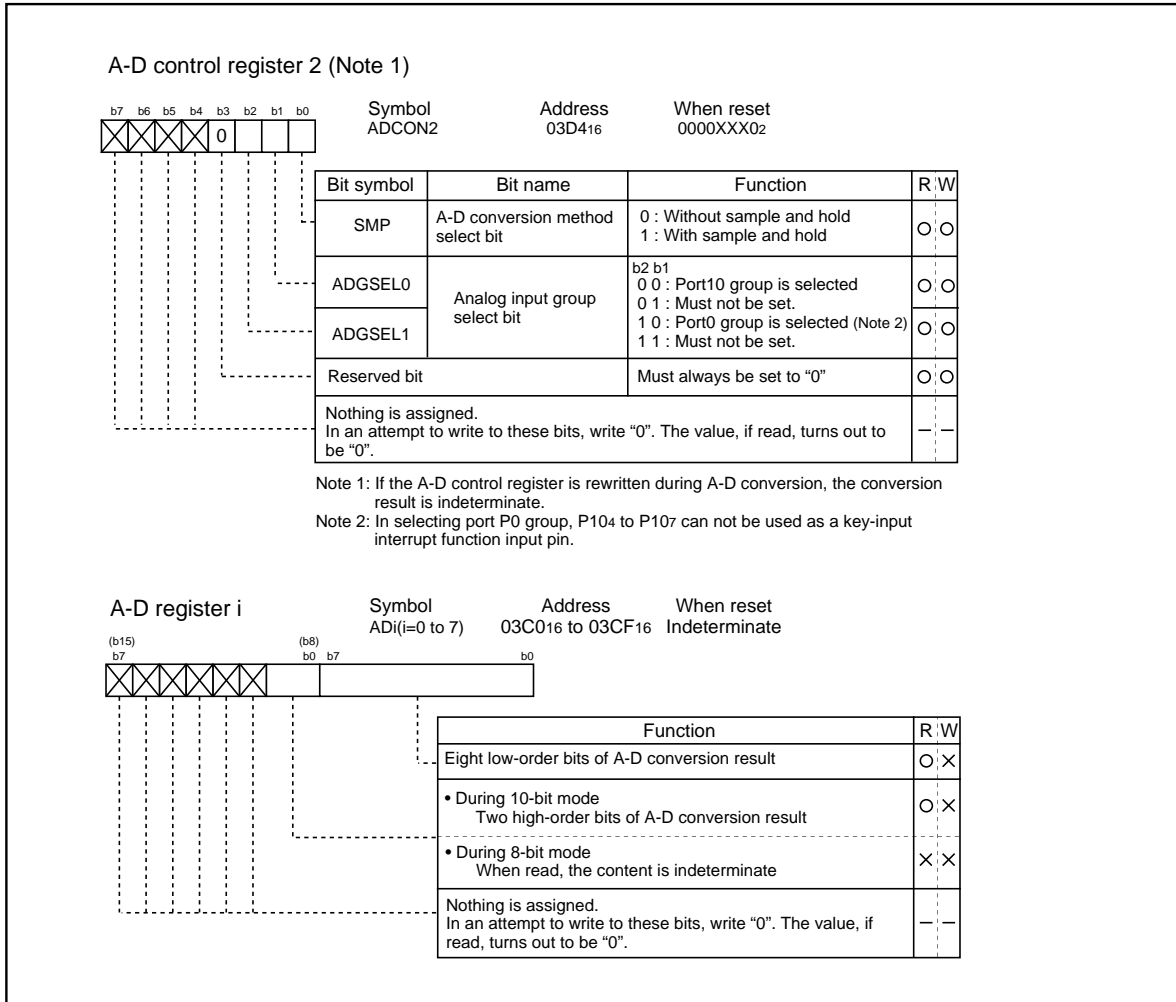 A-D control register 2 (Note 1)
b7 b6 b5 b4 b3 b2 b1 b0
Symbol Address When reset
ADCON2 03D416 0000XXX02
0
Bit symbol Bit name Function R W
SMP A-D conversion method select bit 0 : Without sample and hold
1 : With sample and hold
ADGSEL0
ADGSEL1
Analog input group
select bit
b2 b1
0 0 : Port10 group is selected
0 1 : Must not be set.
1 0 : Port0 group is selected (Note 2)
1 1 : Must not be set.
Reserved bit Must always be set to “0”
Nothing is assigned.
In an attempt to write to these bits, write “0”. The value, if read, turns out to
be “0”.
Note 1: If the A-D control register is rewritten during A-D conversion, the conversion
result is indeterminate.
Note 2: In selecting port P0 group, P104 to P107 can not be used as a key-input
interrupt function input pin.
A-D register i
Symbol Address When reset
ADi(i=0 to 7) 03C016 to 03CF16 Indeterminate
(b15) (b8)
b7 b0 b7 b0
Function R W
Eight low-order bits of A-D conversion result
• During 10-bit mode
Two high-order bits of A-D conversion result
• During 8-bit mode
When read, the content is indeterminate
Nothing is assigned.
In an attempt to write to these bits, write “0”. The value, if
read, turns out to be “0”.